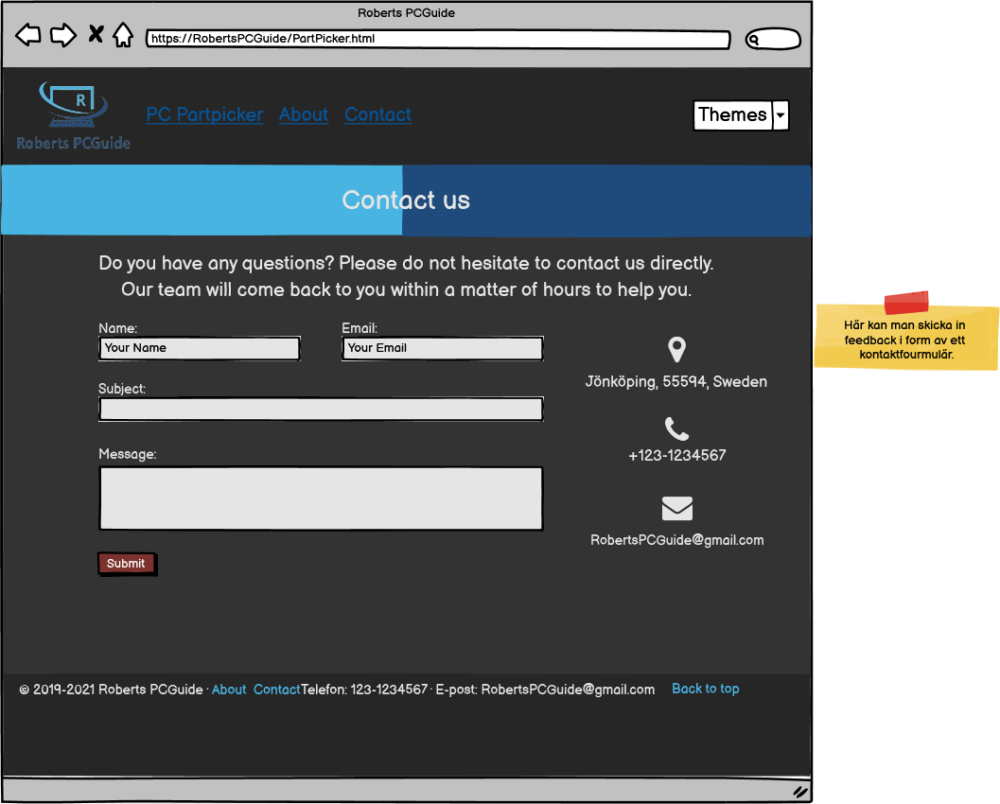 Roberts PCGuide
https://RobertsPCGuide/PartPicker.html
R
Roberts PCGuide
PC Partpicker About Contact
Themes
Contact us
Do you have any questions? Please do not hesitate to contact us directly.
Our team will come back to you within a matter of hours to help you.
Name:
Your Name
Email:
Your Email
Subject:
Message:
Submit
Jönköping, 55594, Sweden
+123-1234567
RobertsPCGuide@gmail.com
Här kan man skicka in
feedback i form av ett
kontaktfourmulär.
© 2019-2021 Roberts PCGuide · About ContactTelefon: 123-1234567 · E-post: RobertsPCGuide@gmail.com Back to top